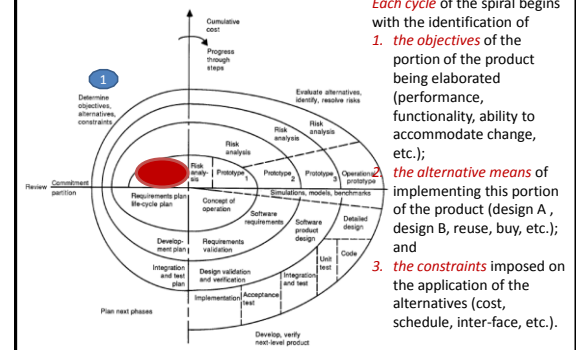 Each cycle of the spiral begins
with the identification of
1. the objectives of the
portion of the product
being elaborated
(performance,
functionality, ability to
accommodate change,
etc.);
2. the alternative means of
implementing this portion
of the product (design A ,
design B, reuse, buy, etc.);
and
3. the constraints imposed on
the application of the
alternatives (cost,
schedule, inter-face, etc.).
Cumulative
cost
Progress
through
steps
1
Determine
objectives,
alternatives,
constraints
Evaluate alternatives,
identify, resolve risks
Risk
analysis
Risk
analysis
Risk
analysis
Risk
analy-
sis
Prototype 1
Prototype 2
Prototype 3
Operational
prototype
Review
Commitment
partition
Simulations, models, benchmarks
Requirements plan
life-cycle plan
Concept of
operation
Software
requirements
Software
product
design
Detailed
design
Develop-
ment plan
Requirements
validation
Unit
test
Code
Integration
and test
plan
Design validation
and verification
Integration
and test
Implementation
Acceptance
test
Plan next phases
Develop, verify
next-level product